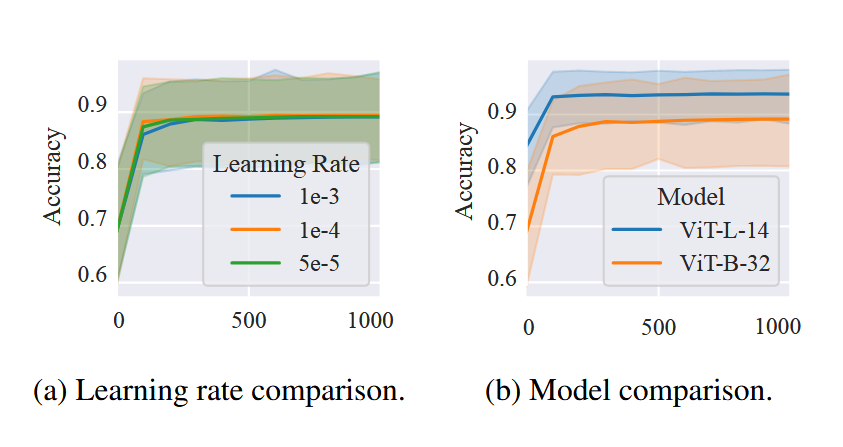 Accuracy
0.9
0.8
0.7
0.6
Learning Rate
1e-3
1e-4
5e-5
0 500 1000
(a) Learning rate comparison.
Accuracy
0.9
0.8
0.7
0.6
Model
ViT-L-14
ViT-B-32
0 500 1000
(b) Model comparison.